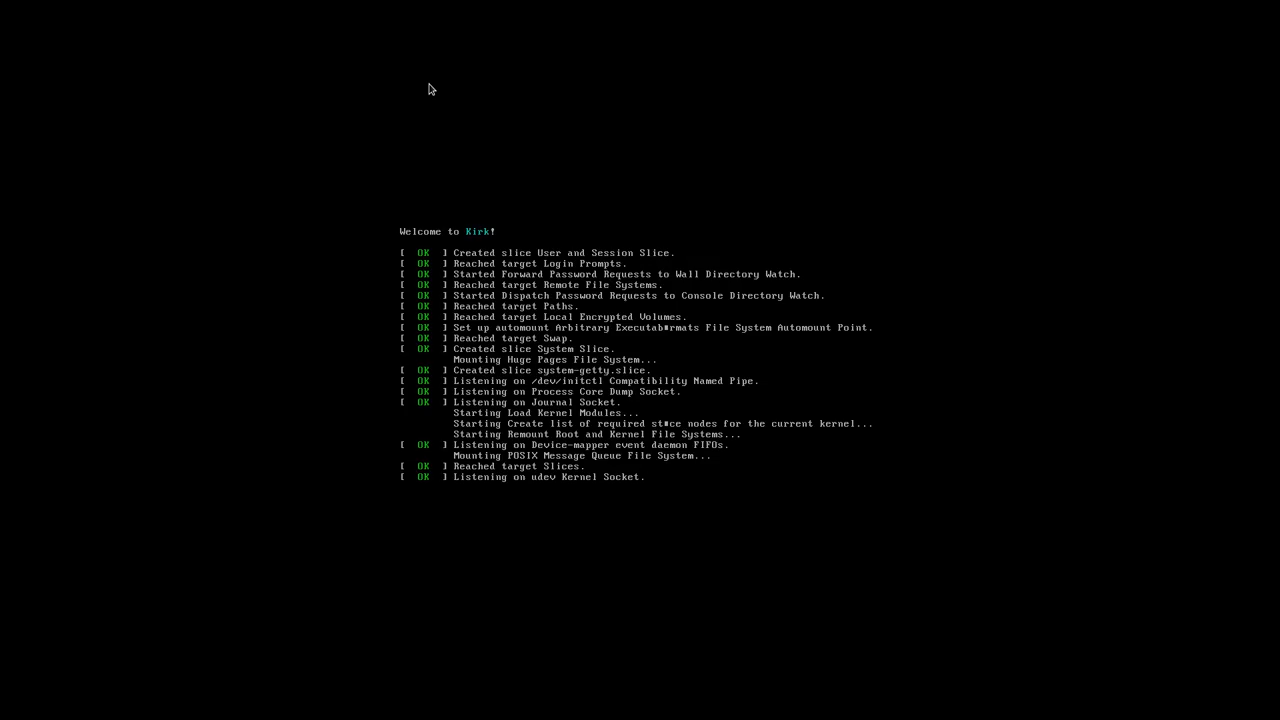 Welcome to Kirk!
[  OK  ] Created slice User and Session Slice.
[  OK  ] Reached target Login Prompts.
[  OK  ] Started Forward Password Requests to Wall Directory Watch.
[  OK  ] Reached target Remote File Systems.
[  OK  ] Started Dispatch Password Requests to Console Directory Watch.
[  OK  ] Reached target Paths.
[  OK  ] Reached target Local Encrypted Volumes.
[  OK  ] Set up automount Arbitrary Executab■rmats File System Automount Point.
[  OK  ] Reached target Swap.
[  OK  ] Created slice System Slice.
Mounting Huge Pages File System...
[  OK  ] Created slice system-getty.slice.
[  OK  ] Listening on /dev/initctl Compatibility Named Pipe.
[  OK  ] Listening on Process Core Dump Socket.
[  OK  ] Listening on Journal Socket.
Starting Load Kernel Modules...
Starting Create list of required st■ce nodes for the current kernel...
Starting Remount Root and Kernel File Systems...
[  OK  ] Listening on Device-mapper event daemon FIFOs.
Mounting POSIX Message Queue File System...
[  OK  ] Reached target Slices.
[  OK  ] Listening on udev Kernel Socket.